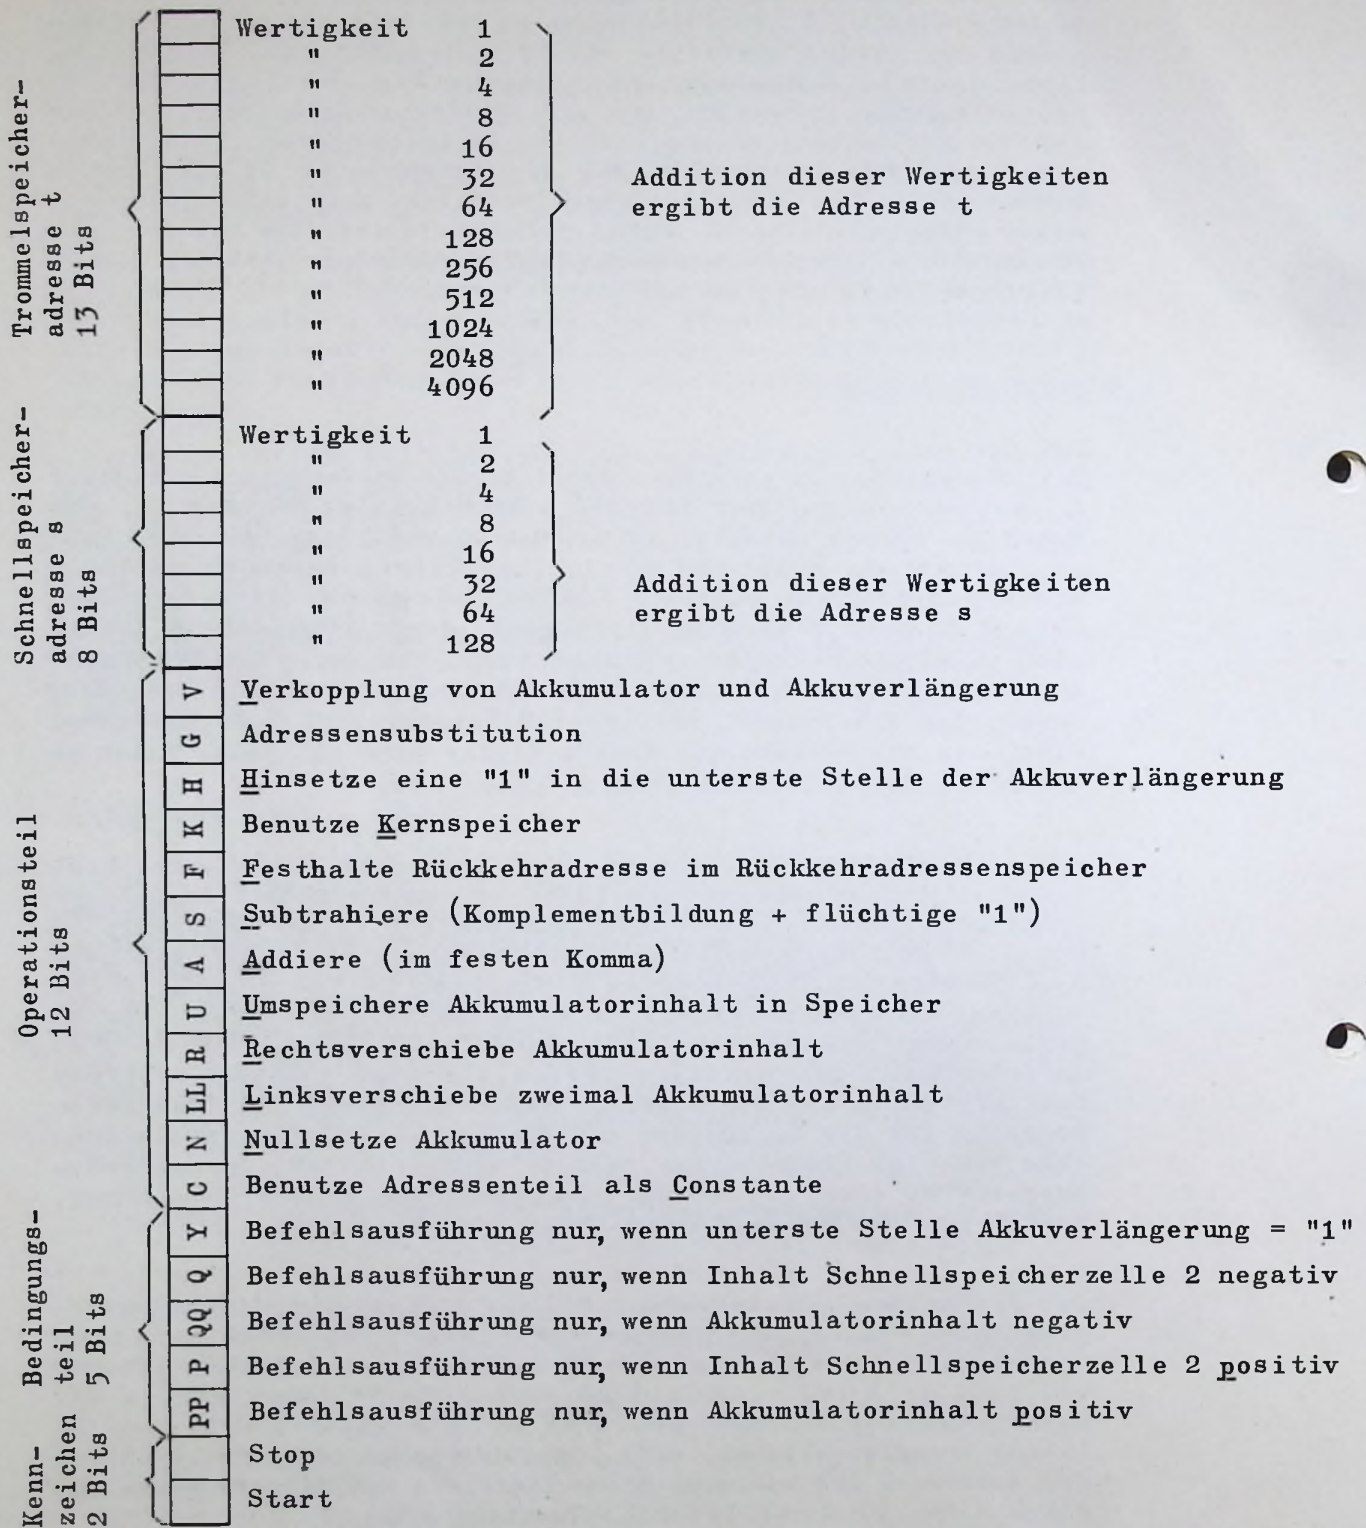 Trommelspeicher-
adresse t
13 Bits
Wertigkeit 1
" 2
" 4
" 8
" 16
" 32
" 64
" 128
" 256
" 512
" 1024
" 2048
" 4096
Addition dieser Wertigkeiten
ergibt die Adresse t
Schnellspeicher-
adresse s
8 Bits
Wertigkeit 1
" 2
" 4
" 8
" 16
" 32
" 64
" 128
Addition dieser Wertigkeiten
ergibt die Adresse s
Operationsteil
12 Bits
V Verkopplung von Akkumulator und Akkuverlängerung
G Adressensubstitution
H Hinsetze eine "1" in die unterste Stelle der Akkuverlängerung
K Benutze Kernspeicher
F Festhalte Rückkehradresse im Rückkehradressenspeicher
S Subtrahiere (Komplementbildung + flüchtige "1")
A Addiere (im festen Komma)
U Umspeichere Akkumulatorinhalt in Speicher
R Rechtsverschiebe Akkumulatorinhalt
LL Linksverschiebe zweimal Akkumulatorinhalt
N Nullsetze Akkumulator
C Benutze Adressenteil als Constante
Bedingungs-
teil
5 Bits
Y Befehlsausführung nur, wenn unterste Stelle Akkuverlängerung = "1"
Q Befehlsausführung nur, wenn Inhalt Schnellspeicherzelle 2 negativ
QQ Befehlsausführung nur, wenn Akkumulatorinhalt negativ
P Befehlsausführung nur, wenn Inhalt Schnellspeicherzelle 2 positiv
PP Befehlsausführung nur, wenn Akkumulatorinhalt positiv
Kenn-
zeichen
2 Bits
Stop
Start